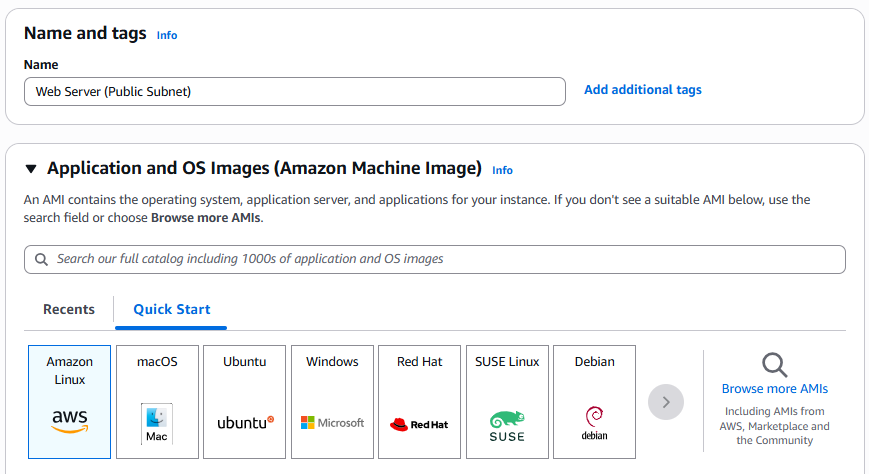 Name and tags Info
Name
Web Server (Public Subnet)
Add additional tags
Application and OS Images (Amazon Machine Image) Info
An AMI contains the operating system, application server, and applications for your instance. If you don't see a suitable AMI below, use the
search field or choose Browse more AMIs.
Search our full catalog including 1000s of application and OS images
Recents
Quick Start
Amazon
Linux
aws
macOS
Mac
Ubuntu
ubuntu
Windows
Microsoft
Red Hat
Red Hat
SUSE Linux
SUSE
Debian
debian
Browse more AMIs
Including AMIs from
AWS, Marketplace and
the Community